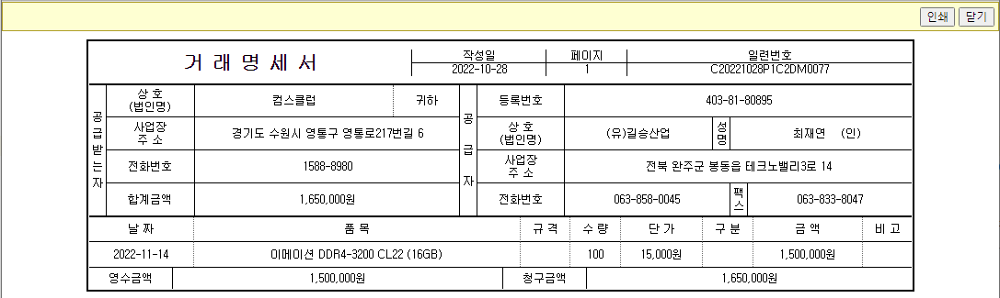 인쇄 닫기
거 래 명 세 서
작성일 페이지 일련번호
2022-10-28 1 C20221028P1C2DM0077
공급받는자
상 호
(법인명)
컴스클럽 귀하
사업장
주 소
경기도 수원시 영통구 영통로217번길 6
전화번호 1588-8980
합계금액 1,650,000원
공급자
등록번호 403-81-80895
상 호
(법인명)
(유)길승산업
성명
최재연 (인)
사업장
주 소
전북 완주군 봉동읍 테크노밸리3로 14
전화번호 063-858-0045
팩스
063-833-8047
날 짜 품 목 규 격 수 량 단 가 구 분 금 액 비 고
2022-11-14 이메이션 DDR4-3200 CL22 (16GB) 100 15,000원 1,500,000원
영수금액 1,500,000원 청구금액 1,650,000원